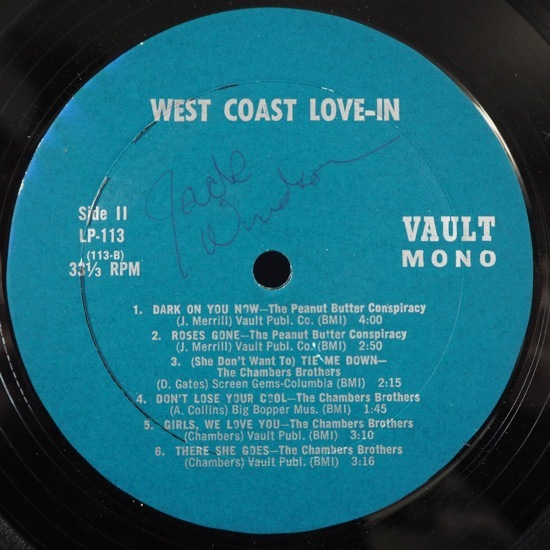 WEST COAST LOVE-IN
Jack
Windsor
Side II
LP-113
(113-B)
33⅓ RPM
VAULT
MONO
1. DARK ON YOU NOW—The Peanut Butter Conspiracy
(J. Merrill) Vault Publ. Co. (BMI) 4:00
2. ROSES GONE—The Peanut Butter Conspiracy
(J. Merrill) Vault Publ. Co. (BMI) 2:50
3. (She Don't Want To) TIE ME DOWN—
The Chambers Brothers
(D. Gates) Screen Gems-Columbia (BMI) 2:15
4. DON'T LOSE YOUR COOL—The Chambers Brothers
(A. Collins) Big Bopper Mus. (BMI) 1:45
5. GIRLS, WE LOVE YOU—The Chambers Brothers
(Chambers) Vault Publ. (BMI) 3:10
6. THERE SHE GOES—The Chambers Brothers
(Chambers) Vault Publ. (BMI) 3:16